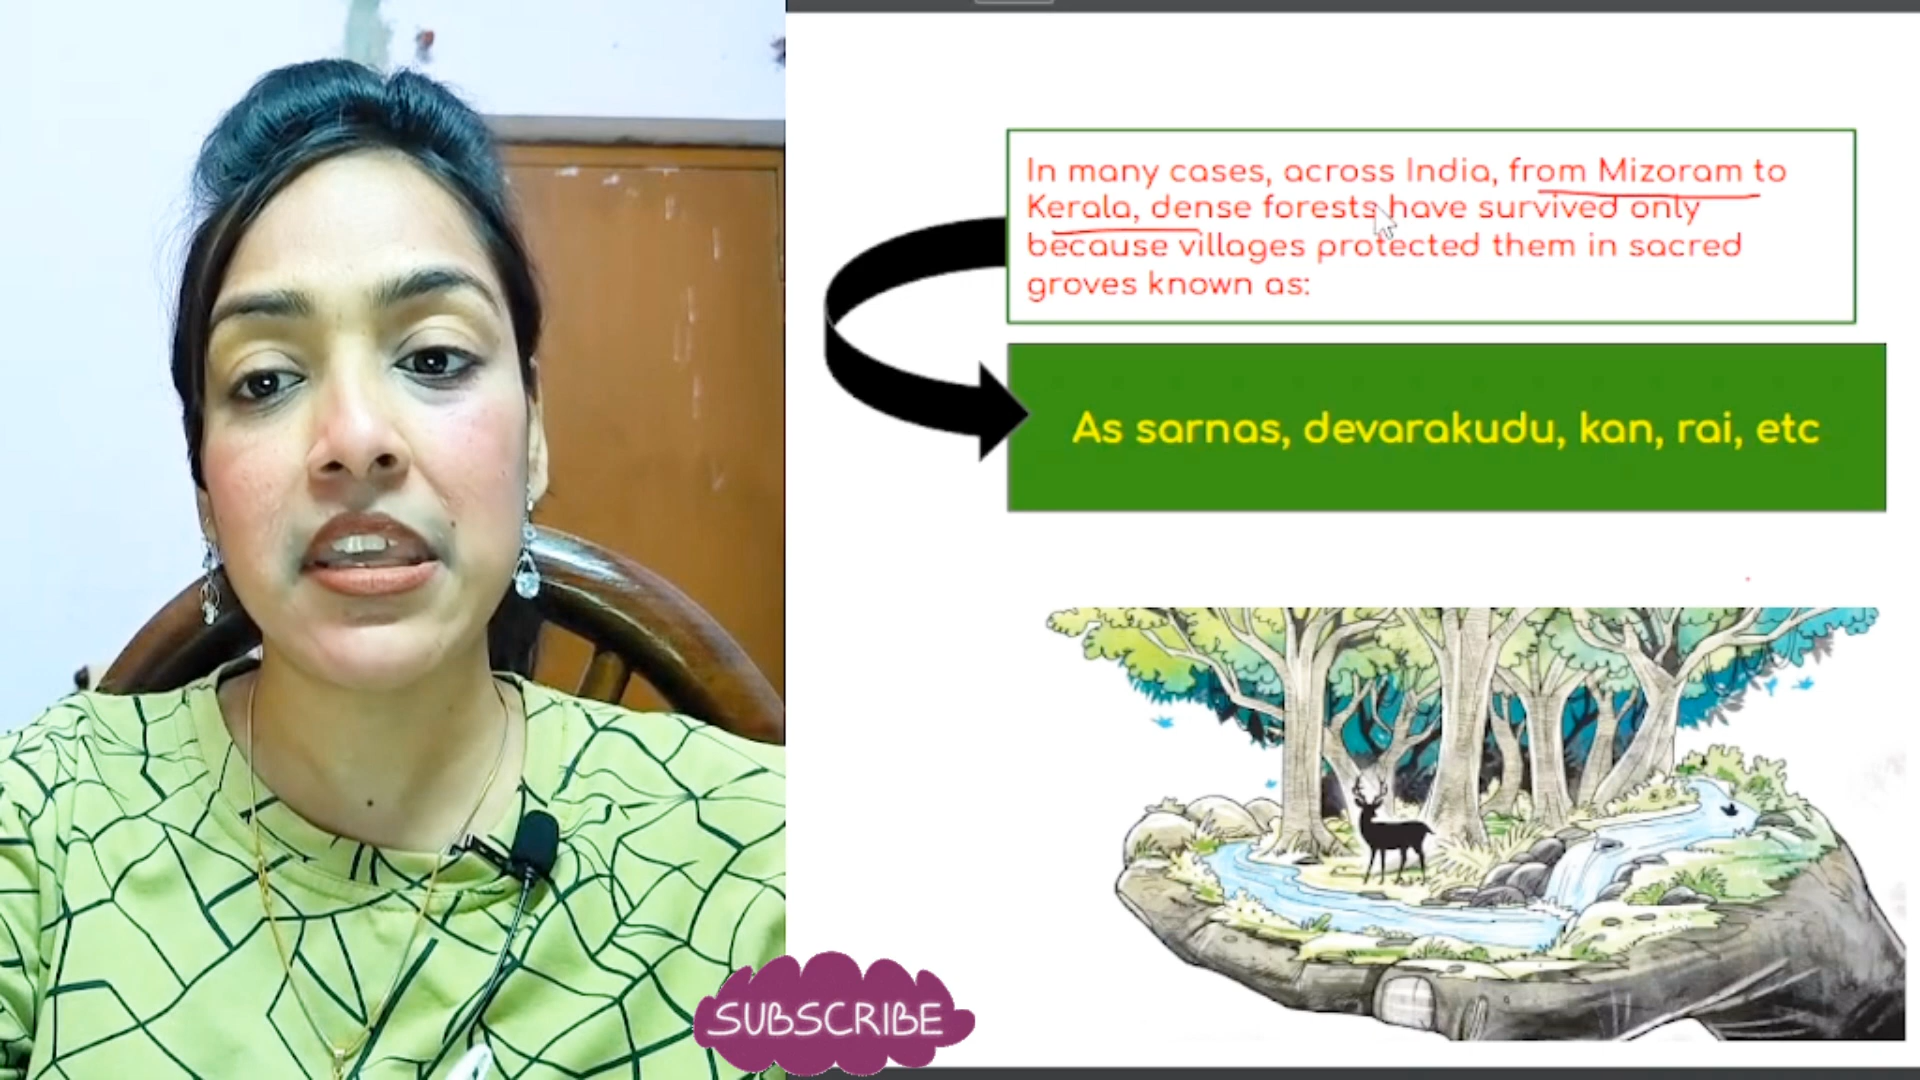 In many cases, across India, from Mizoram to
Kerala, dense forests have survived only
because villages protected them in sacred
groves known as:
As sarnas, devarakudu, kan, rai, etc
SUBSCRIBE